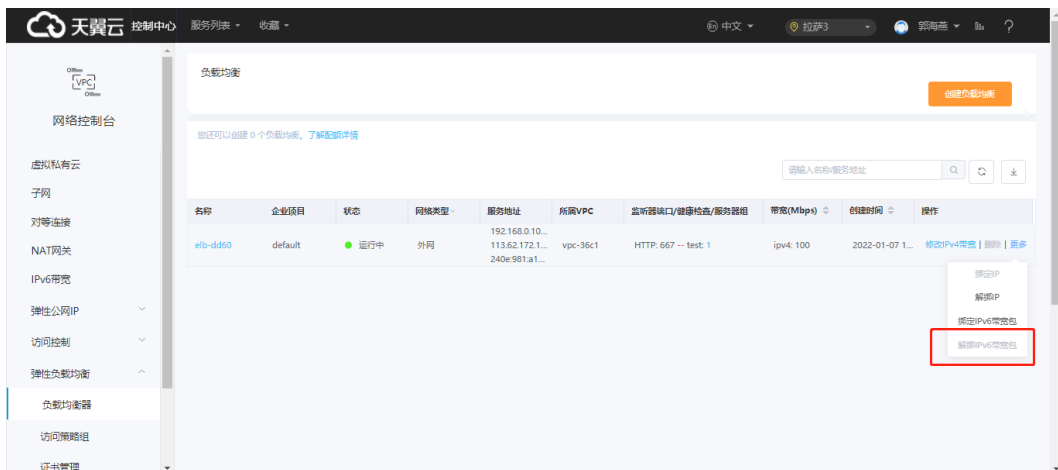 天翼云 控制中心 服务列表 收藏 En 中文 拉萨3 郭海燕 ?
VPC
网络控制台
虚拟私有云
子网
对等连接
NAT网关
IPv6带宽
弹性公网IP
访问控制
弹性负载均衡
负载均衡器
访问策略组
证书管理
负载均衡
创建负载均衡
您还可以创建 0 个负载均衡。了解配额详情
请输入名称/服务地址
名称 企业项目 状态 网络类型 服务地址 所属VPC 监听器端口/健康检查/服务器组 带宽(Mbps) 创建时间 操作
192.168.0.10...
elb-dd60 default 运行中 外网 113.62.172.1... vpc-36c1 HTTP: 667 -- test: 1 ipv4: 100 2022-01-07 1... 修改IPv4带宽 | 删除 | 更多
240e:981:a1...
绑定IP
解绑IP
绑定IPv6带宽包
解绑IPv6带宽包